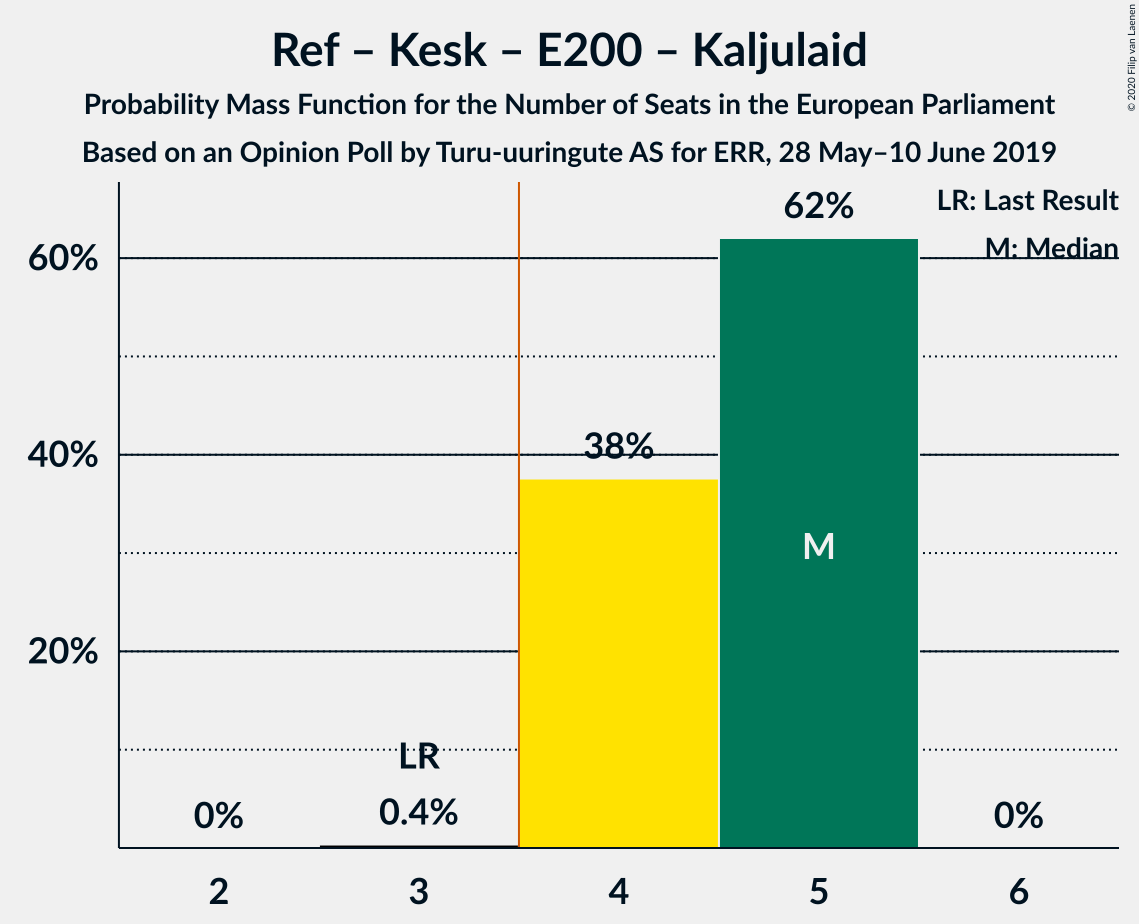 Ref – Kesk – E200 – Kaljulaid
Probability Mass Function for the Number of Seats in the European Parliament
Based on an Opinion Poll by Turu-uuringute AS for ERR, 28 May–10 June 2019
© 2020 Filip van Laenen
LR: Last Result
M: Median
62%
60%
38%
40%
M
20%
LR
0%
0.4%
0%
2
3
4
5
6